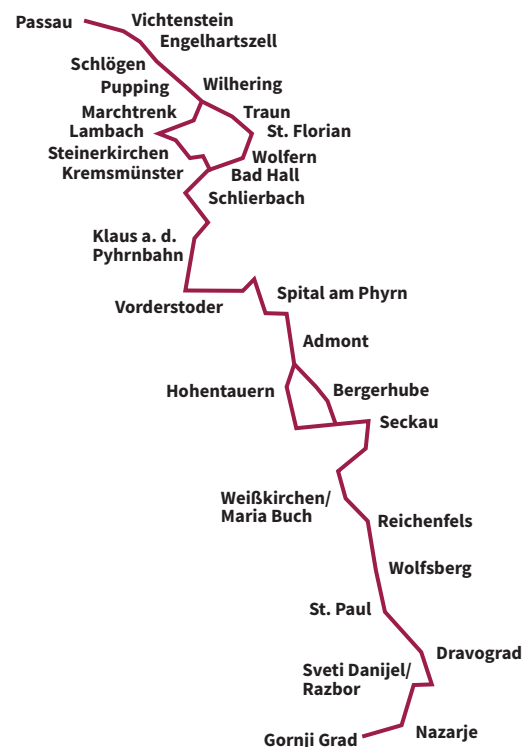 Passau
Vichtenstein
Engelhartszell
Schlögen
Pupping
Wilhering
Marchtrenk
Traun
Lambach
St. Florian
Steinerkirchen
Wolfern
Kremsmünster
Bad Hall
Schlierbach
Klaus a. d.
Pyhrnbahn
Vorderstoder
Spital am Phyrn
Admont
Hohentauern
Bergerhube
Seckau
Weißkirchen/
Maria Buch
Reichenfels
Wolfsberg
St. Paul
Dravograd
Sveti Danijel/
Razbor
Nazarje
Gornji Grad